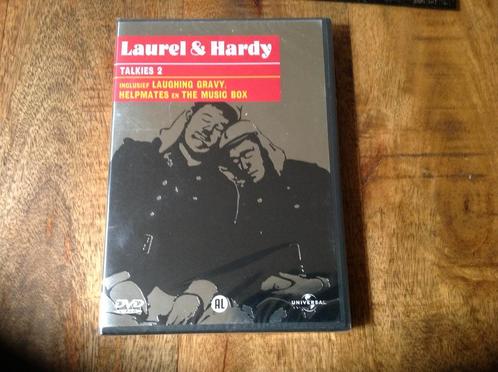 Laurel & Hardy
TALKIES 2
INCLUSIEF LAUGHING GRAVY,
HELPMATES EN THE MUSIC BOX
DVD
AL
UNIVERSAL